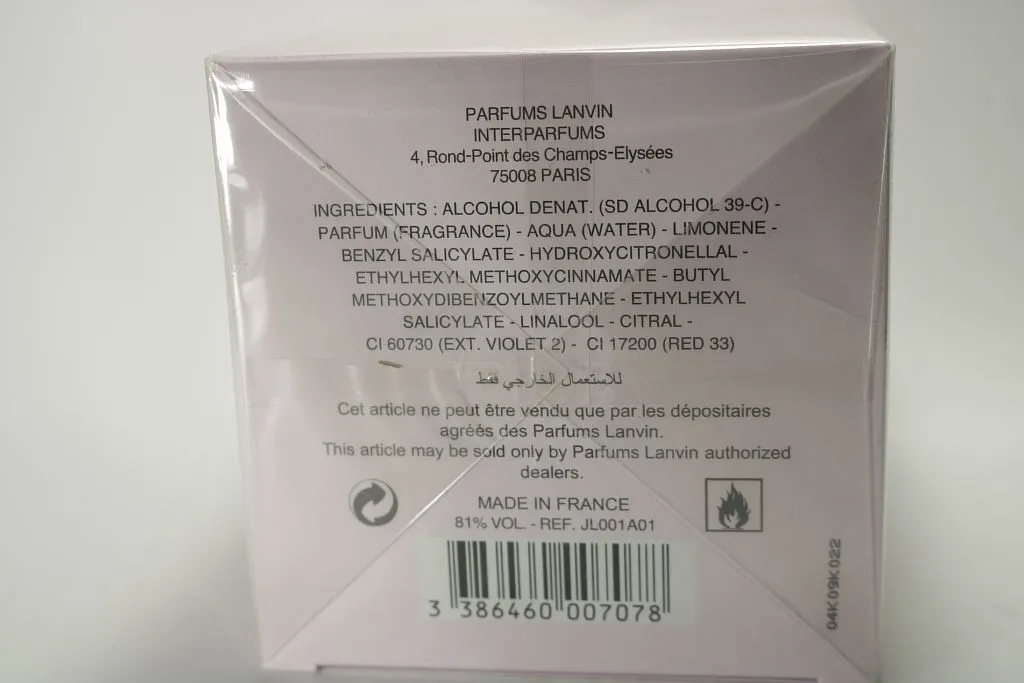 PARFUMS LANVIN
INTERPARFUMS
4, Rond-Point des Champs-Elysées
75008 PARIS
INGREDIENTS : ALCOHOL DENAT. (SD ALCOHOL 39-C) -
PARFUM (FRAGRANCE) - AQUA (WATER) - LIMONENE -
BENZYL SALICYLATE - HYDROXYCITRONELLAL -
ETHYLHEXYL METHOXYCINNAMATE - BUTYL
METHOXYDIBENZOYLMETHANE - ETHYLHEXYL
SALICYLATE - LINALOOL - CITRAL -
CI 60730 (EXT. VIOLET 2) - CI 17200 (RED 33)
للاستعمال الخارجي فقط
Cet article ne peut être vendu que par les dépositaires
agréés des Parfums Lanvin.
This article may be sold only by Parfums Lanvin authorized
dealers.
MADE IN FRANCE
81% VOL. - REF. JL001A01
3 386460 007078
04K09K022